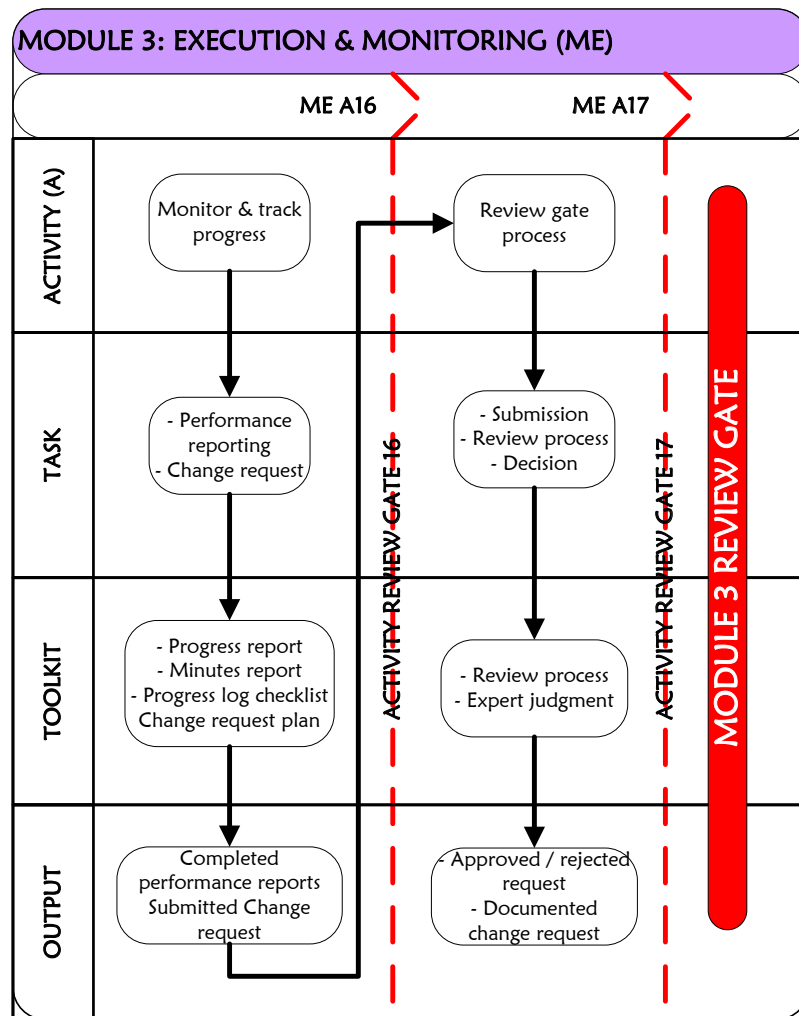 MODULE 3: EXECUTION & MONITORING (ME)
ME A16
ME A17
ACTIVITY (A)
Monitor & track
progress
Review gate
process
TASK
- Performance
reporting
- Change request
- Submission
- Review process
- Decision
TOOLKIT
- Progress report
- Minutes report
- Progress log checklist
Change request plan
- Review process
- Expert judgment
OUTPUT
Completed
performance reports
Submitted Change
request
- Approved / rejected
request
- Documented
change request
ACTIVITY REVIEW GATE 16
ACTIVITY REVIEW GATE 17
MODULE 3 REVIEW GATE